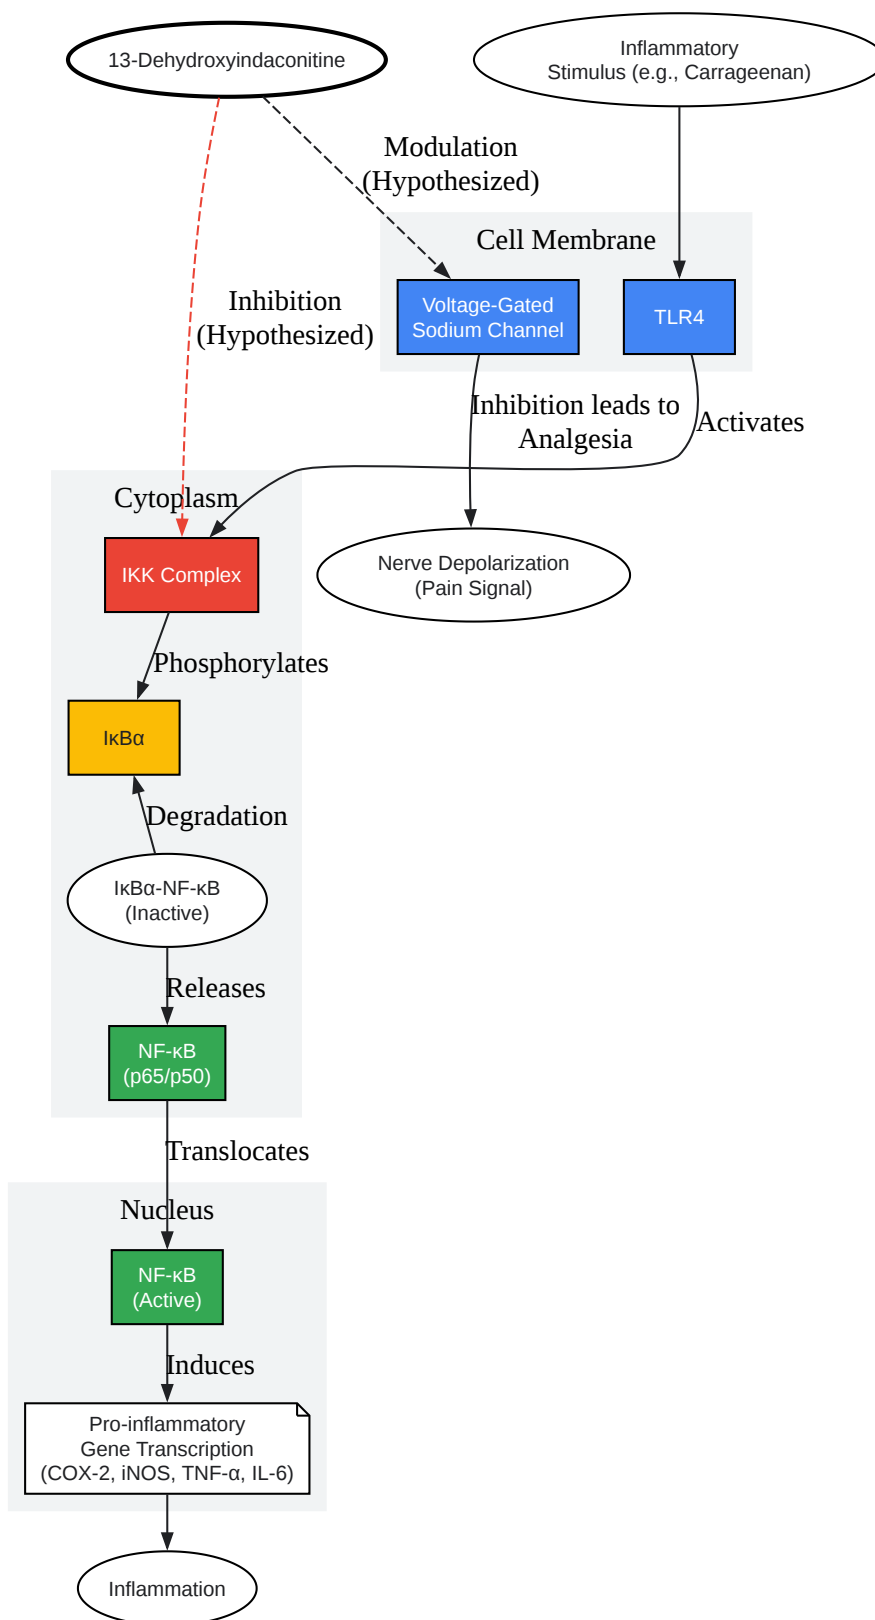 13-Dehydroxyindaconitine
Inflammatory
Stimulus (e.g., Carrageenan)
Modulation
(Hypothesized)
Cell Membrane
Inhibition
(Hypothesized)
Voltage-Gated
Sodium Channel
TLR4
Inhibition leads to
Analgesia
Activates
Cytoplasm
IKK Complex
Nerve Depolarization
(Pain Signal)
Phosphorylates
IκBα
Degradation
IκBα-NF-κB
(Inactive)
Releases
NF-κB
(p65/p50)
Translocates
Nucleus
NF-κB
(Active)
Induces
Pro-inflammatory
Gene Transcription
(COX-2, iNOS, TNF-α, IL-6)
Inflammation